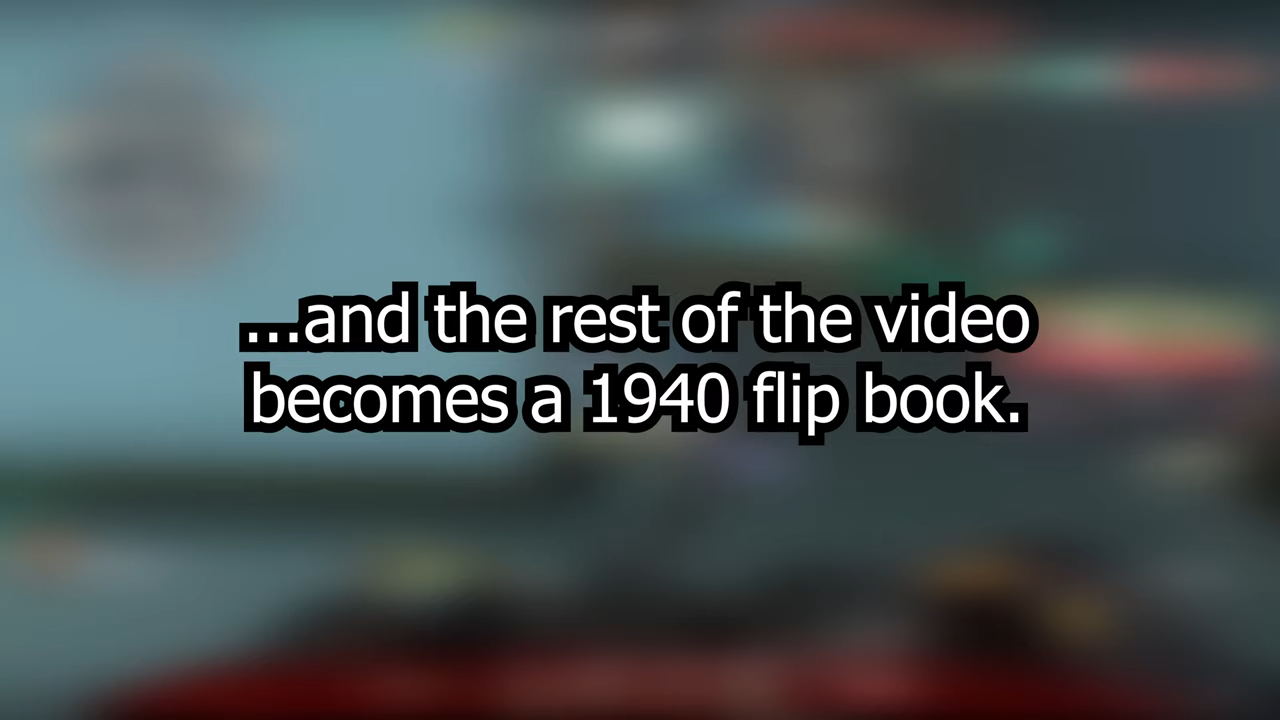 ...and the rest of the video
becomes a 1940 flip book.